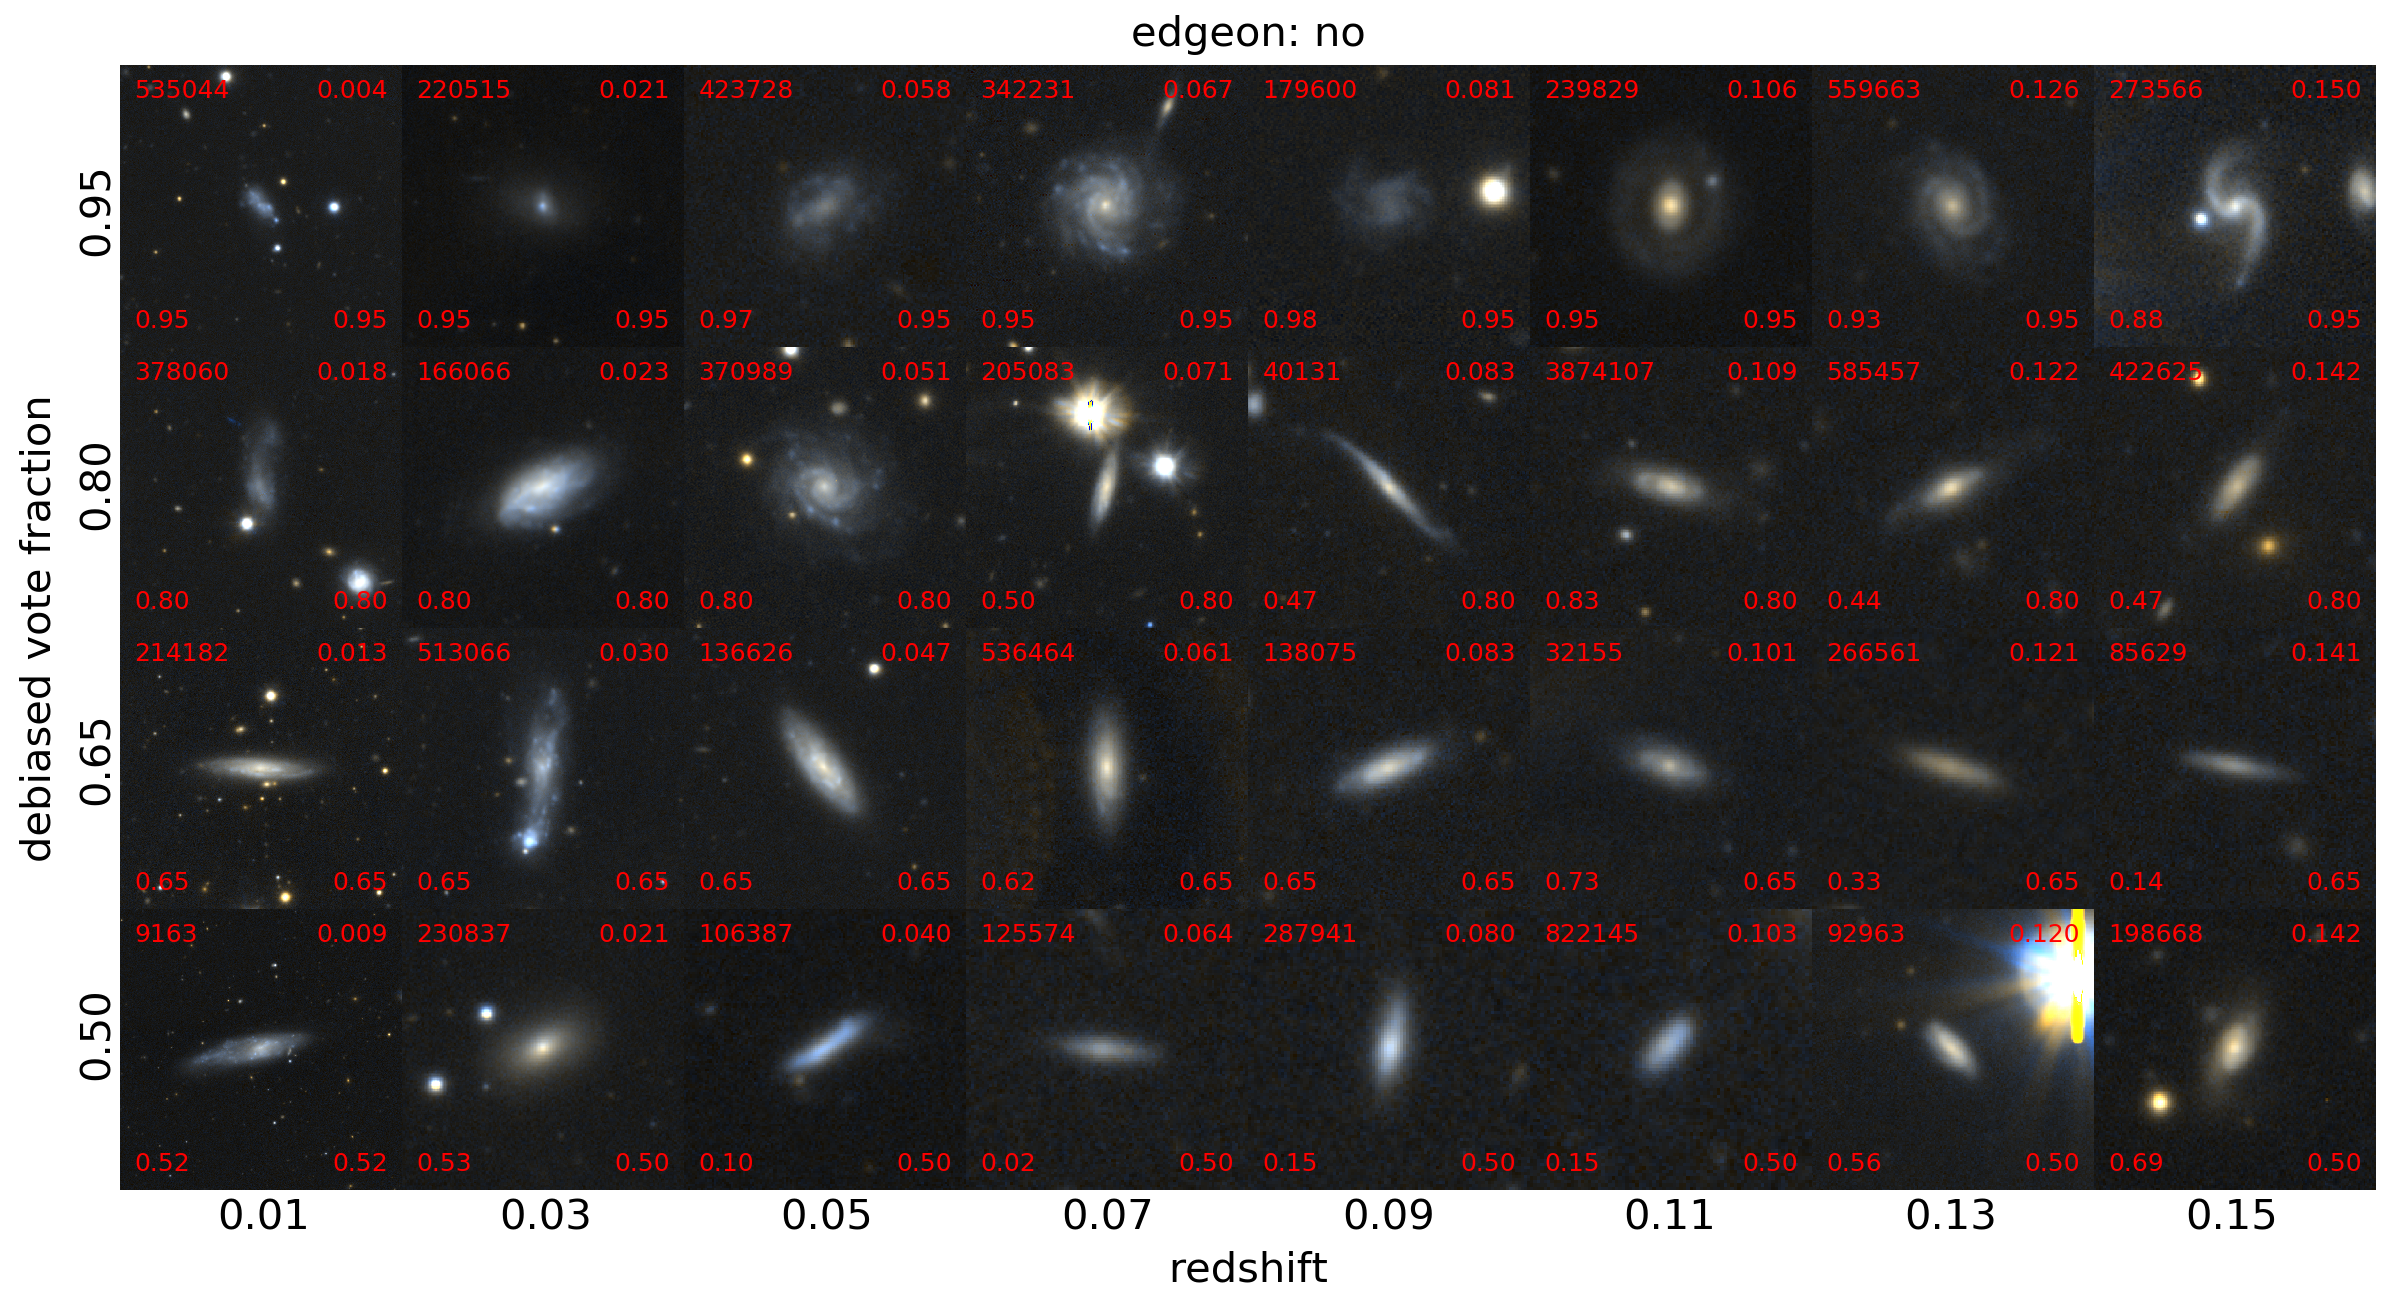 edgeon: no
535044 0.004 220515 0.021 423728 0.058 342231 0.067 179600 0.081 239829 0.106 559663 0.126 273566 0.150
0.95
0.95 0.95 0.95 0.95 0.97 0.95 0.95 0.95 0.98 0.95 0.95 0.95 0.93 0.95 0.88 0.95
378060 0.018 166066 0.023 370989 0.051 205083 0.071 40131 0.083 3874107 0.109 585457 0.122 422625 0.142
0.80
0.80 0.80 0.80 0.80 0.80 0.80 0.50 0.80 0.47 0.80 0.83 0.80 0.44 0.80 0.47 0.80
debiased vote fraction
214182 0.013 513066 0.030 136626 0.047 536464 0.061 138075 0.083 32155 0.101 266561 0.121 85629 0.141
0.65
0.65 0.65 0.65 0.65 0.65 0.65 0.62 0.65 0.65 0.65 0.73 0.65 0.33 0.65 0.14 0.65
9163 0.009 230837 0.021 106387 0.040 125574 0.064 287941 0.080 822145 0.103 92963 0.120 198668 0.142
0.50
0.52 0.52 0.53 0.50 0.10 0.50 0.02 0.50 0.15 0.50 0.15 0.50 0.56 0.50 0.69 0.50
0.01 0.03 0.05 0.07 0.09 0.11 0.13 0.15
redshift